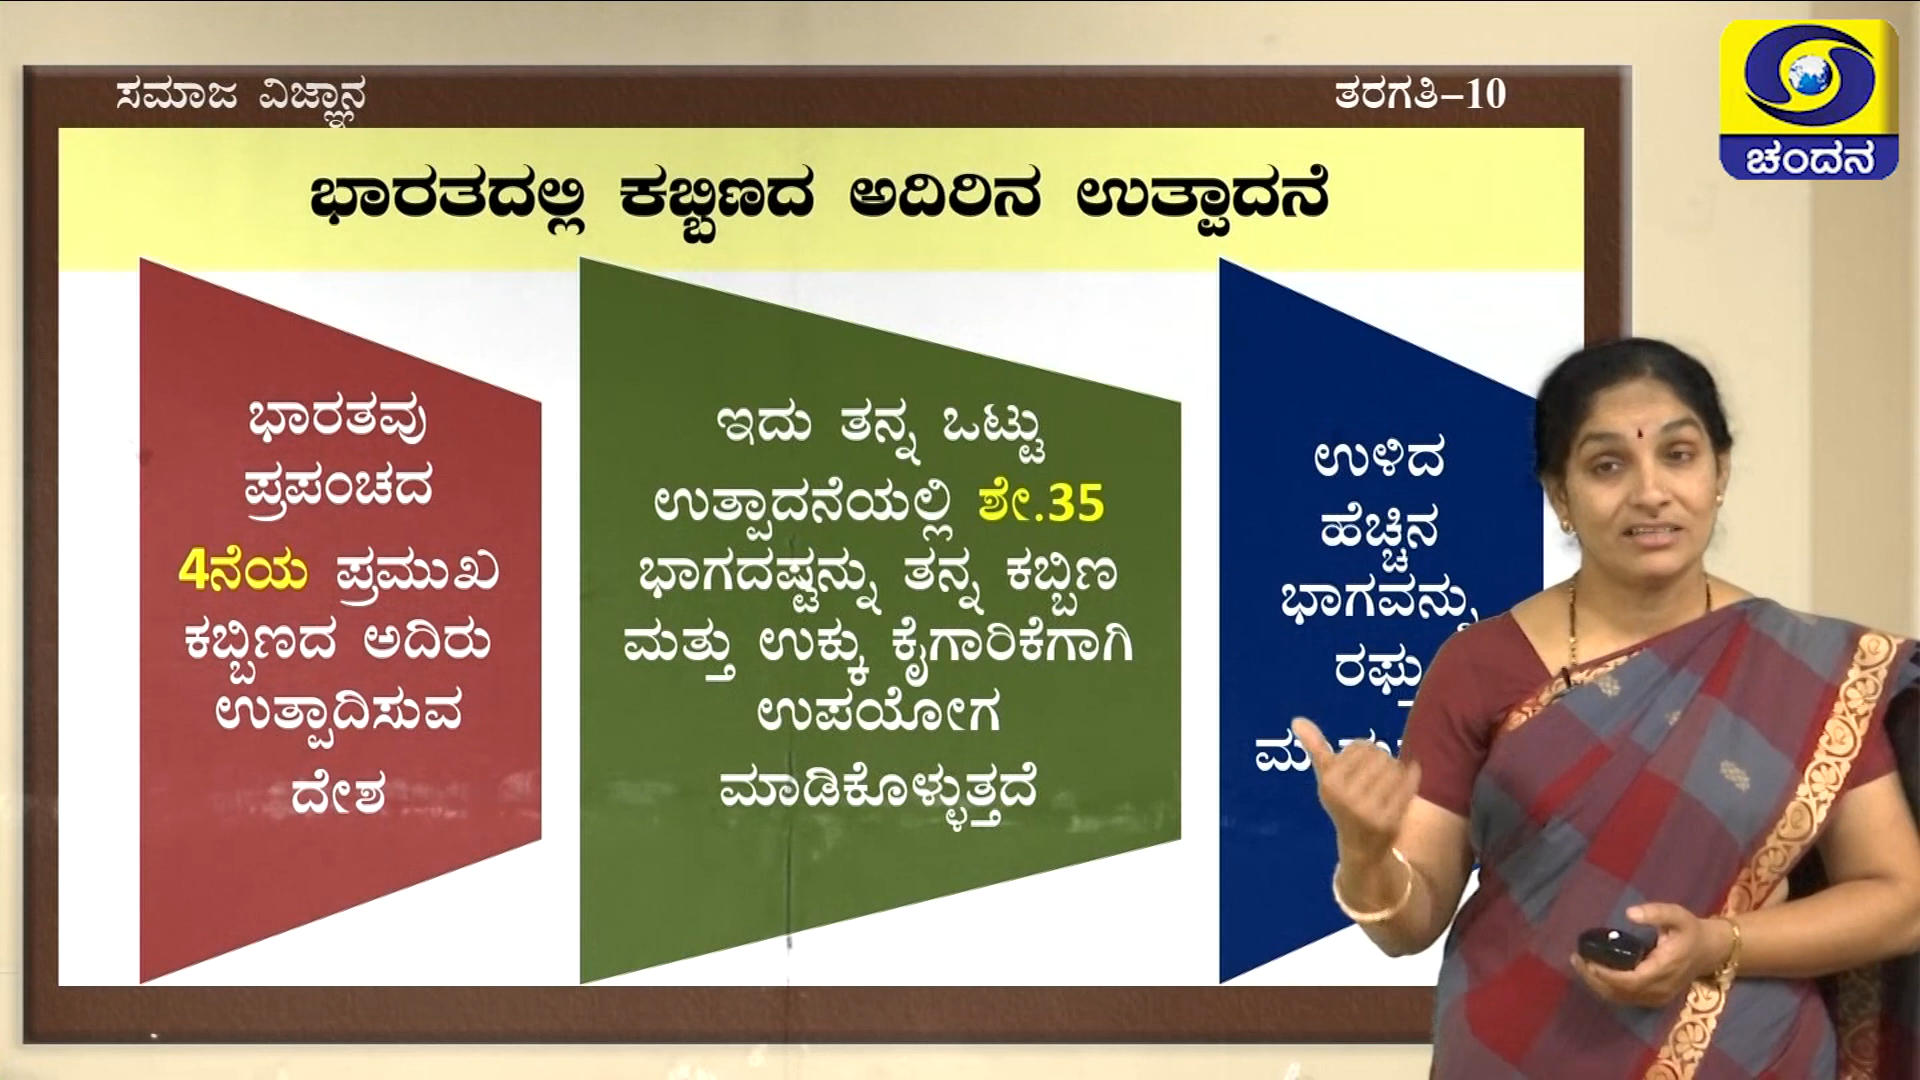 ಸಮಾಜ ವಿಜ್ಞಾನ
ತರಗತಿ-10
ಚಂದನ
ಭಾರತದಲ್ಲಿ ಕಬ್ಬಿಣದ ಅದಿರಿನ ಉತ್ಪಾದನೆ
ಭಾರತವು
ಪ್ರಪಂಚದ
4ನೆಯ ಪ್ರಮುಖ
ಕಬ್ಬಿಣದ ಅದಿರು
ಉತ್ಪಾದಿಸುವ
ದೇಶ
ಇದು ತನ್ನ ಒಟ್ಟು
ಉತ್ಪಾದನೆಯಲ್ಲಿ ಶೇ.35
ಭಾಗದಷ್ಟನ್ನು ತನ್ನ ಕಬ್ಬಿಣ
ಮತ್ತು ಉಕ್ಕು ಕೈಗಾರಿಕೆಗಾಗಿ
ಉಪಯೋಗ
ಮಾಡಿಕೊಳ್ಳುತ್ತದೆ
ಉಳಿದ
ಹೆಚ್ಚಿನ
ಭಾಗವನ್ನು
ರಫ್ತು